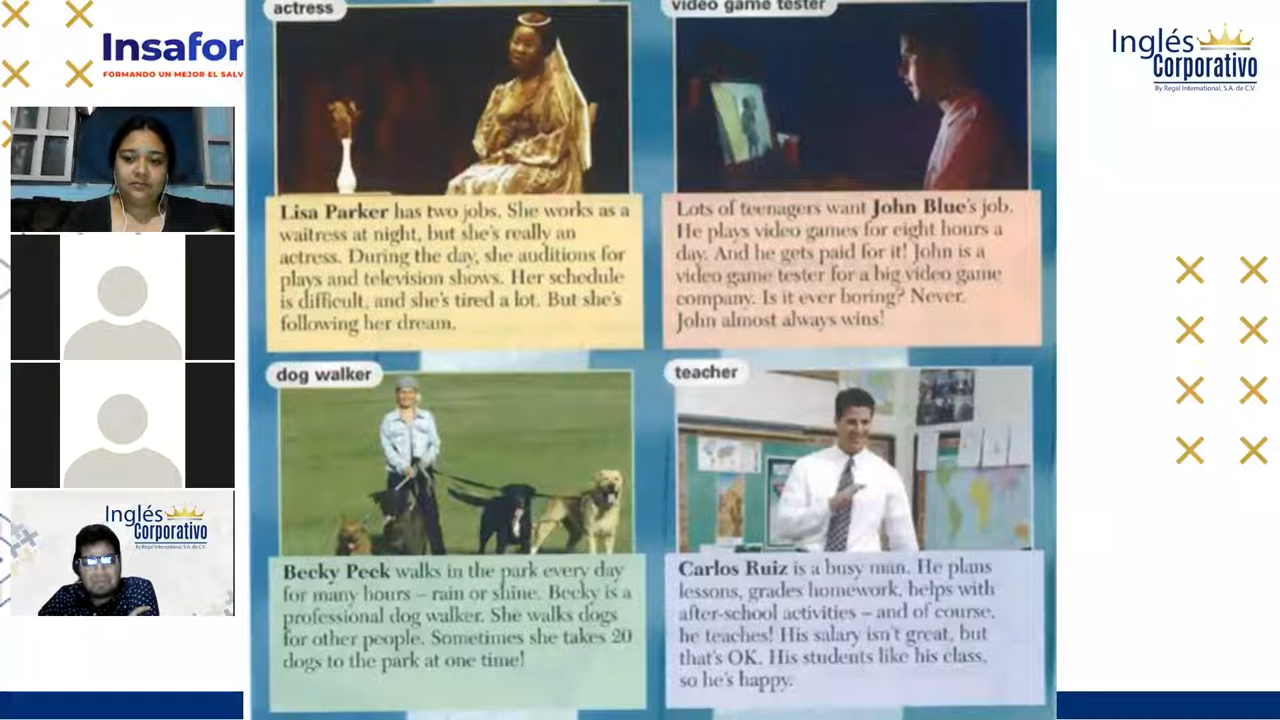 Insafor
FORMANDO UN MEJOR EL SALV
Inglés
Corporativo
By Regal International, S.A. de C.V.
actress
video game tester
Lisa Parker has two jobs. She works as a
waitress at night, but she's really an
actress. During the day, she auditions for
plays and television shows. Her schedule
is difficult, and she's tired a lot. But she's
following her dream.
Lots of teenagers want John Blue's job.
He plays video games for eight hours a
day. And he gets paid for it! John is a
video game tester for a big video game
company. Is it ever boring? Never.
John almost always wins!
dog walker
teacher
Becky Peck walks in the park every day
for many hours – rain or shine. Becky is a
professional dog walker. She walks dogs
for other people. Sometimes she takes 20
dogs to the park at one time!
Carlos Ruiz is a busy man. He plans
lessons, grades homework, helps with
after-school activities – and of course,
he teaches! His salary isn't great, but
that's OK. His students like his class,
so he's happy.
Inglés
Corporativo
By Regal International, S.A. de C.V.